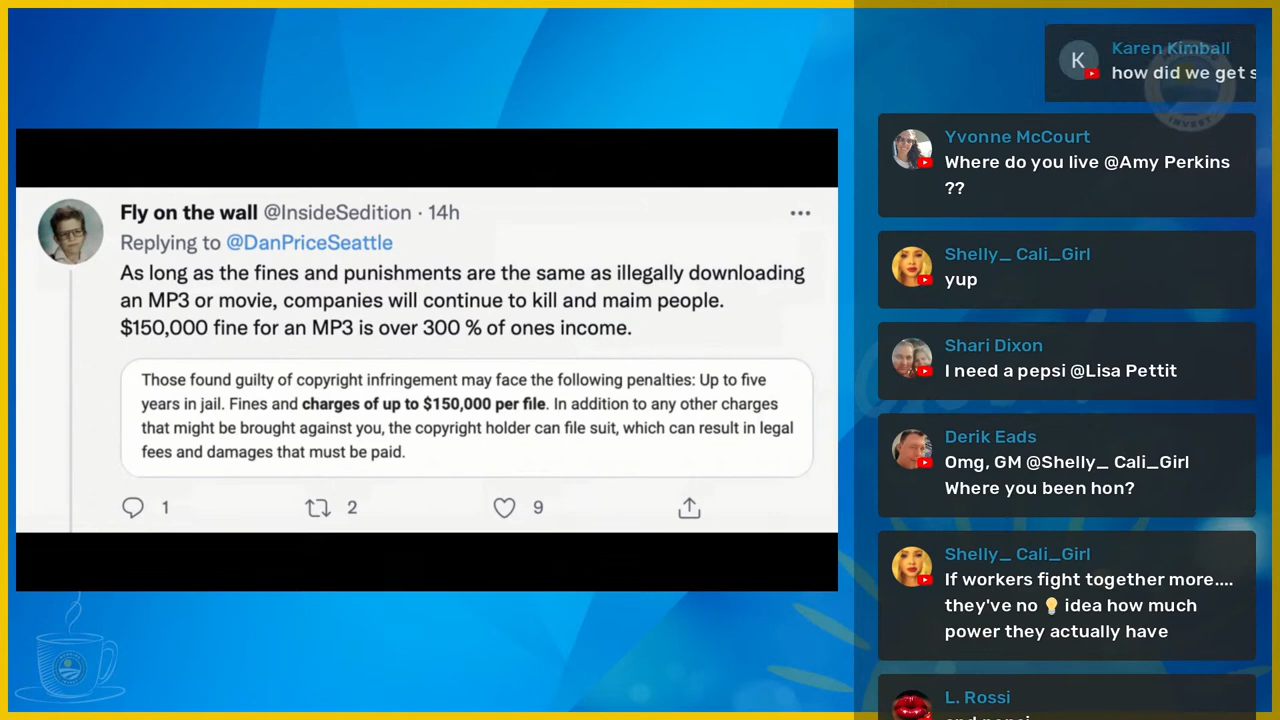 Fly on the wall @InsideSedition · 14h
Replying to @DanPriceSeattle
As long as the fines and punishments are the same as illegally downloading
an MP3 or movie, companies will continue to kill and maim people.
$150,000 fine for an MP3 is over 300 % of ones income.
Those found guilty of copyright infringement may face the following penalties: Up to five
years in jail. Fines and charges of up to $150,000 per file. In addition to any other charges
that might be brought against you, the copyright holder can file suit, which can result in legal
fees and damages that must be paid.
1 2 9
K
Karen Kimball
how did we get s
INVEST
Yvonne McCourt
Where do you live @Amy Perkins
??
Shelly_ Cali_Girl
yup
Shari Dixon
I need a pepsi @Lisa Pettit
Derik Eads
Omg, GM @Shelly_ Cali_Girl
Where you been hon?
Shelly_ Cali_Girl
If workers fight together more....
they've no 💡 idea how much
power they actually have
L. Rossi